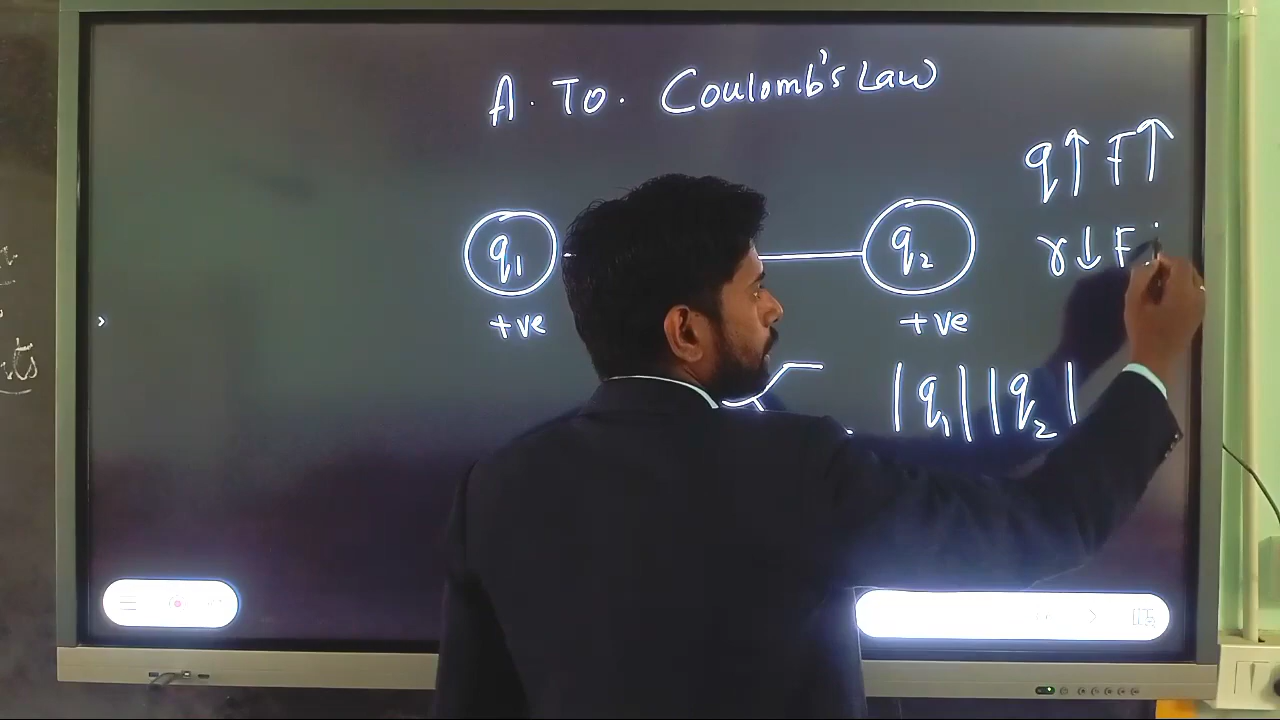 A. To. Coulomb's Law
q↑ F↑
q₁ q₂
r↓ F
+ve +ve
|q₁| |q₂|